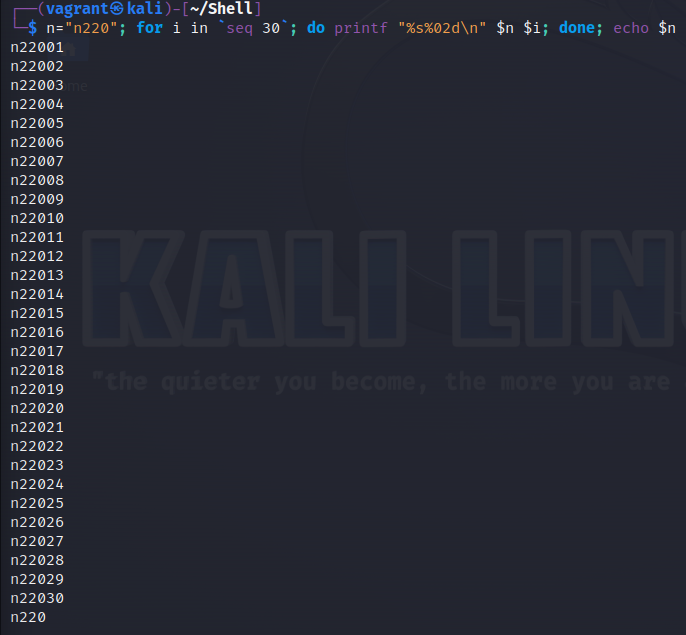 ┌──(vagrant㉿kali)-[~/Shell]
└─$ n="n220"; for i in `seq 30`; do printf "%s%02d\n" $n $i; done; echo $n
n22001
n22002
n22003
n22004
n22005
n22006
n22007
n22008
n22009
n22010
n22011
n22012
n22013
n22014
n22015
n22016
n22017
n22018
n22019
n22020
n22021
n22022
n22023
n22024
n22025
n22026
n22027
n22028
n22029
n22030
n220
KALI LIN
"the quieter you become, the more you are